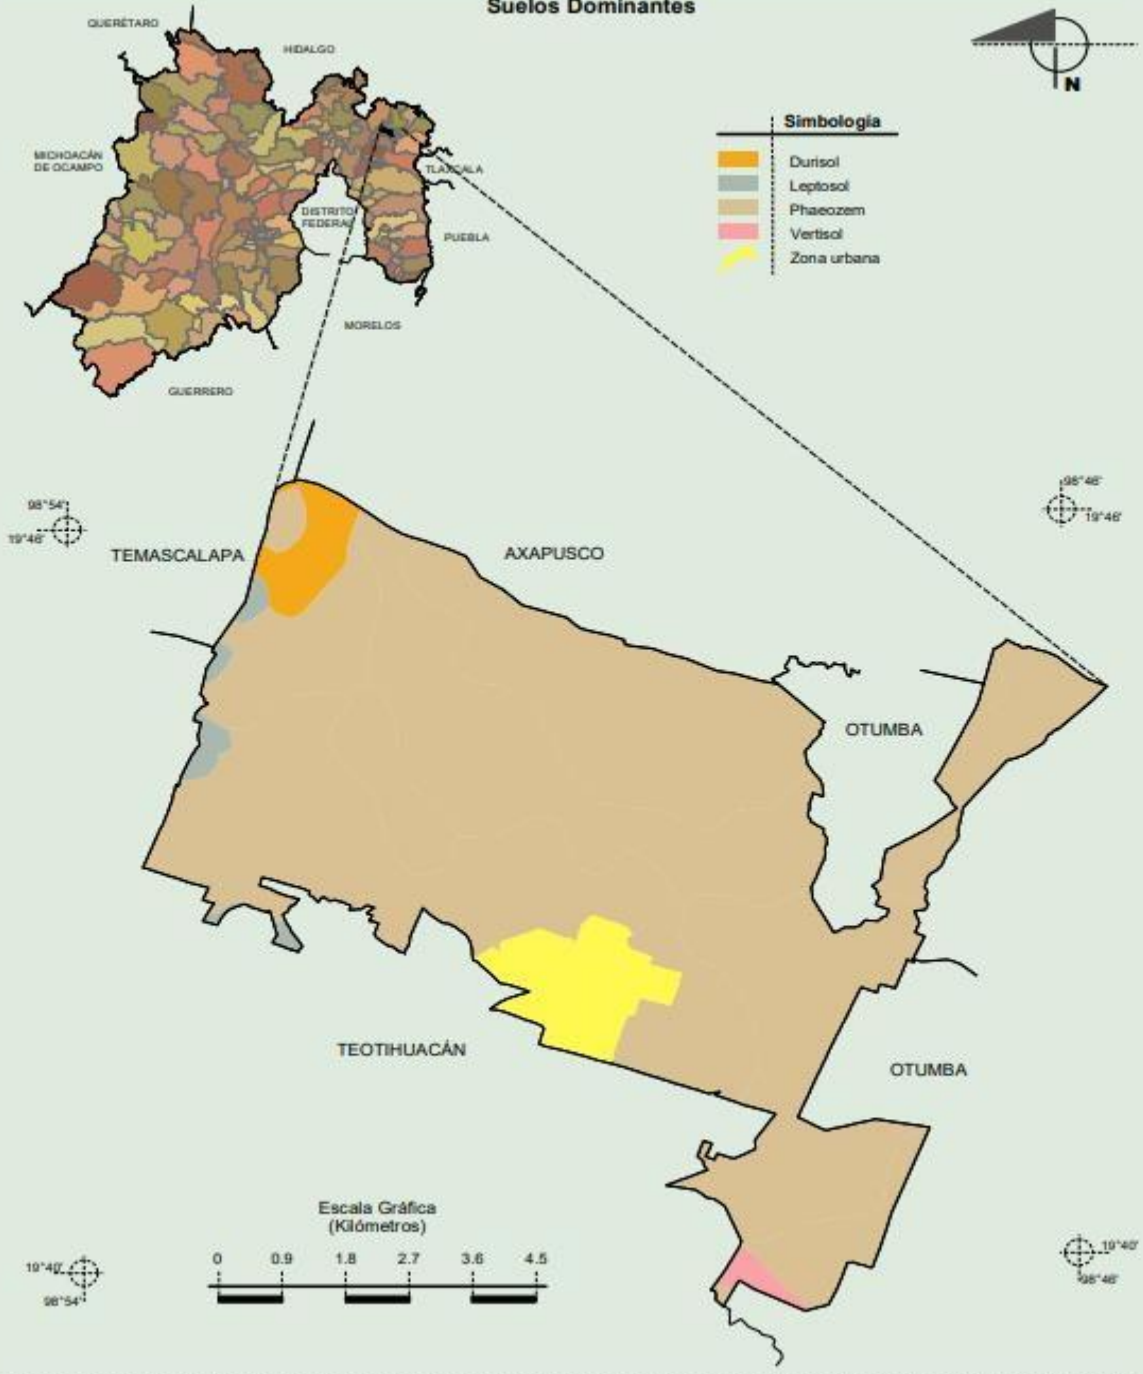 Suelos Dominantes
QUERÉTARO
HIDALGO
N
Simbología
MICHOACÁN
DE OCAMPO
TLAXCALA
DISTRITO
FEDERAL
PUEBLA
MORELOS
GUERRERO
Durisol
Leptosol
Phaeozem
Vertisol
Zona urbana
98°54'
19°46'
98°46'
19°46'
TEMASCALAPA
AXAPUSCO
OTUMBA
TEOTIHUACÁN
OTUMBA
Escala Gráfica
(Kilómetros)
0 0.9 1.8 2.7 3.6 4.5
19°40'
98°54'
19°40'
98°46'